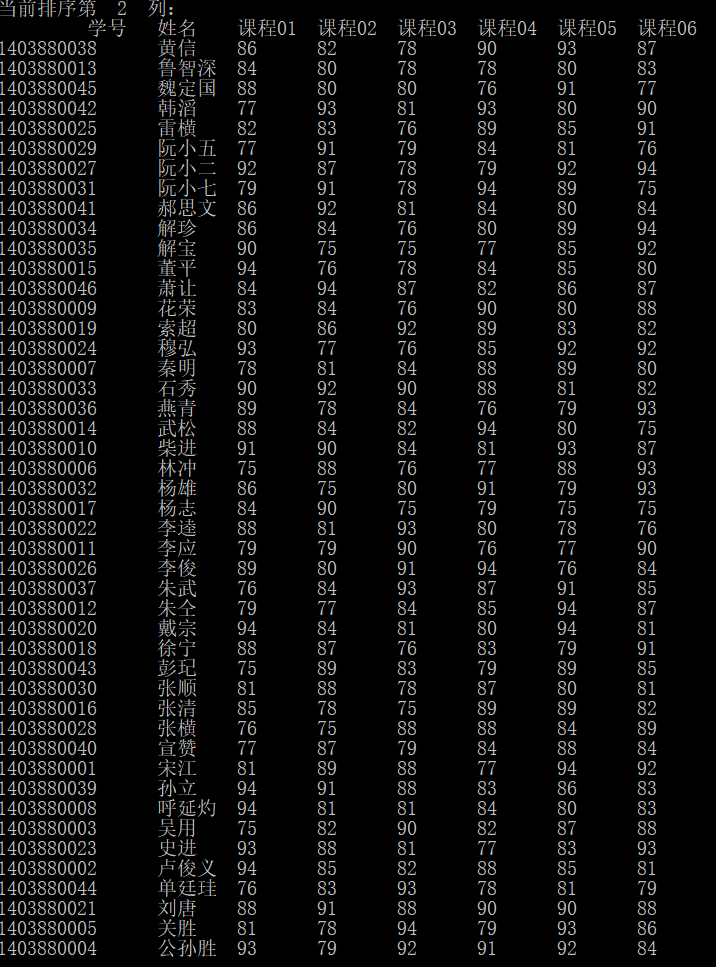 当前排序第 2 列:
学号 姓名 课程01 课程02 课程03 课程04 课程05 课程06
1403880038 黄信 86 82 78 90 93 87
1403880013 鲁智深 84 80 78 78 80 83
1403880045 魏定国 88 80 80 76 91 77
1403880042 韩滔 77 93 81 93 80 90
1403880025 雷横 82 83 76 89 85 91
1403880029 阮小五 77 91 79 84 81 76
1403880027 阮小二 92 87 78 79 92 94
1403880031 阮小七 79 91 78 94 89 75
1403880041 郝思文 86 92 81 84 80 84
1403880034 解珍 86 84 76 80 89 94
1403880035 解宝 90 75 75 77 85 92
1403880015 董平 94 76 78 84 85 80
1403880046 萧让 84 94 87 82 86 87
1403880009 花荣 83 84 76 90 80 88
1403880019 索超 80 86 92 89 83 82
1403880024 穆弘 93 77 76 85 92 92
1403880007 秦明 78 81 84 88 89 80
1403880033 石秀 90 92 90 88 81 82
1403880036 燕青 89 78 84 76 79 93
1403880014 武松 88 84 82 94 80 75
1403880010 柴进 91 90 84 81 93 87
1403880006 林冲 75 88 76 77 88 93
1403880032 杨雄 86 75 80 91 79 93
1403880017 杨志 84 90 75 79 75 75
1403880022 李逵 88 81 93 80 78 76
1403880011 李应 79 79 90 76 77 90
1403880026 李俊 89 80 91 94 76 84
1403880037 朱武 76 84 93 87 91 85
1403880012 朱仝 79 77 84 85 94 87
1403880020 戴宗 94 84 81 80 94 81
1403880018 徐宁 88 87 76 83 79 91
1403880043 彭玘 75 89 83 79 89 85
1403880030 张顺 81 88 78 87 80 81
1403880016 张清 85 78 75 89 89 82
1403880028 张横 76 75 88 88 84 89
1403880040 宣赞 77 87 79 84 88 84
1403880001 宋江 81 89 88 77 94 92
1403880039 孙立 94 91 88 83 86 83
1403880008 呼延灼 94 81 81 84 80 83
1403880003 吴用 75 82 90 82 87 88
1403880023 史进 93 88 81 77 83 93
1403880002 卢俊义 94 85 82 88 85 81
1403880044 单廷珪 76 83 93 78 81 79
1403880021 刘唐 88 91 88 90 90 88
1403880005 关胜 81 78 94 79 93 86
1403880004 公孙胜 93 79 92 91 92 84